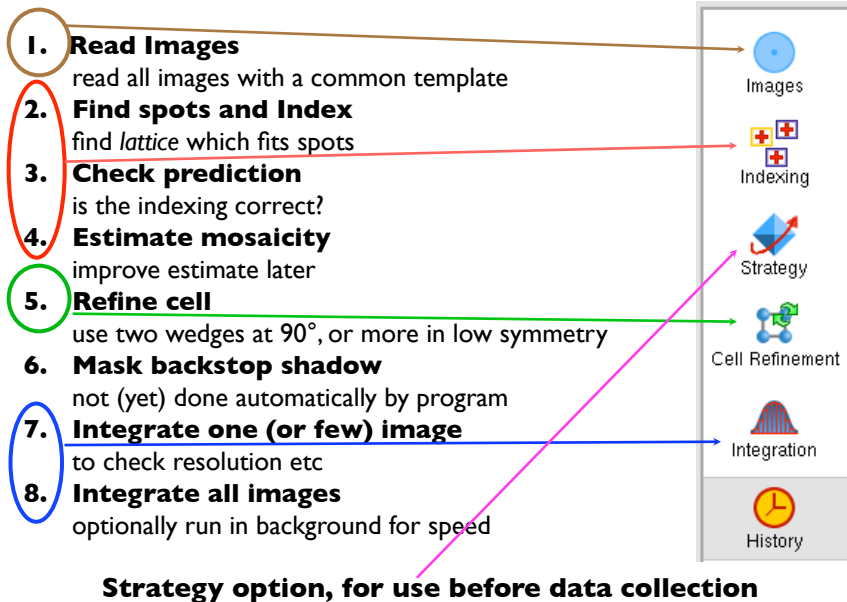 1. Read Images
read all images with a common template
2. Find spots and Index
find lattice which fits spots
3. Check prediction
is the indexing correct?
4. Estimate mosaicity
improve estimate later
5. Refine cell
use two wedges at 90°, or more in low symmetry
6. Mask backstop shadow
not (yet) done automatically by program
7. Integrate one (or few) image
to check resolution etc
8. Integrate all images
optionally run in background for speed
Strategy option, for use before data collection
Images
Indexing
Strategy
Cell Refinement
Integration
History